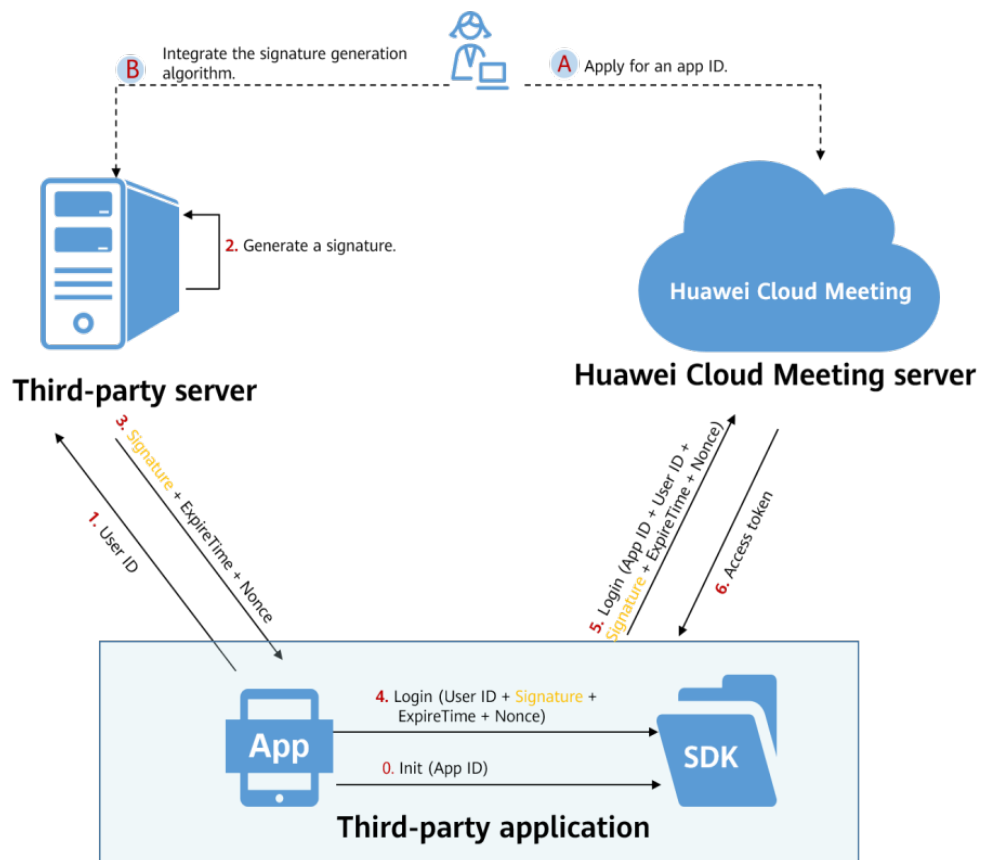 B
Integrate the signature generation
algorithm.
A
Apply for an app ID.
2. Generate a signature.
Huawei Cloud Meeting
Third-party server
Huawei Cloud Meeting server
1. User ID
3. Signature + ExpireTime + Nonce
5. Login (App ID + User ID +
Signature + ExpireTime + Nonce)
6. Access token
4. Login (User ID + Signature +
ExpireTime + Nonce)
App
0. Init (App ID)
SDK
Third-party application